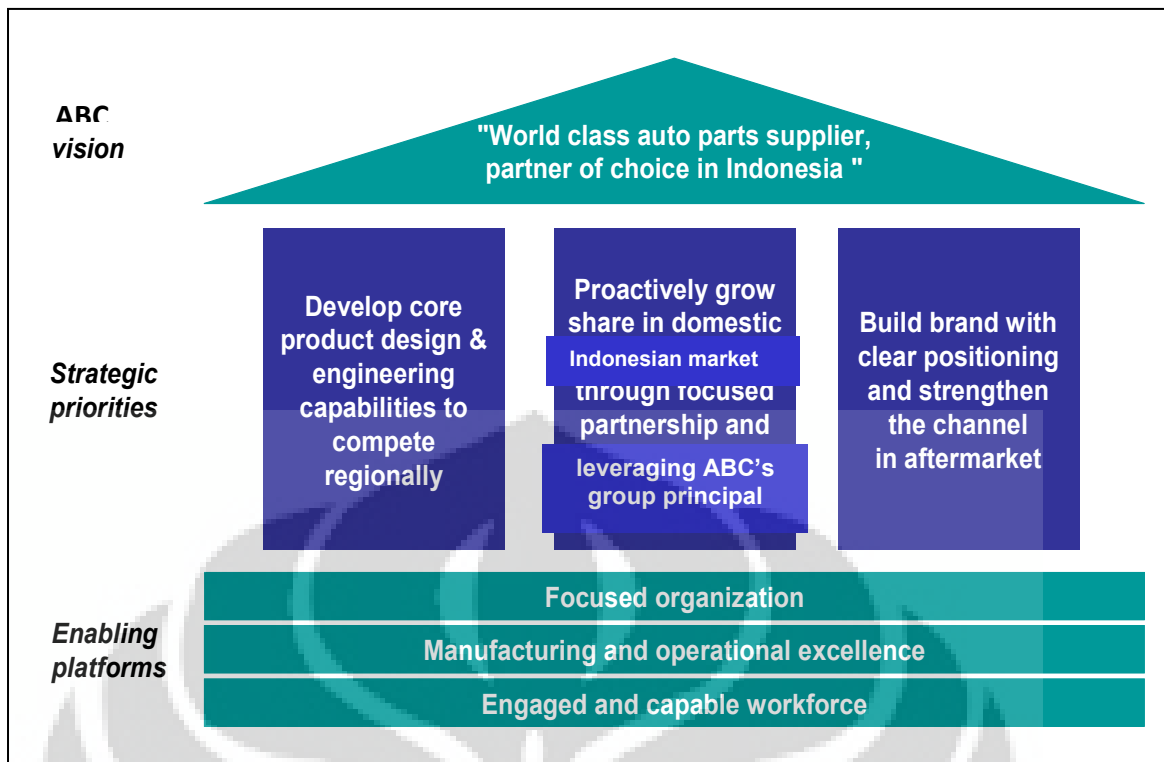 ABC
vision
"World class auto parts supplier,
partner of choice in Indonesia "
Strategic
priorities
Develop core
product design &
engineering
capabilities to
compete
regionally
Proactively grow
share in domestic
Indonesian market
through focused
partnership and
leveraging ABC’s
group principal
Build brand with
clear positioning
and strengthen
the channel
in aftermarket
Enabling
platforms
Focused organization
Manufacturing and operational excellence
Engaged and capable workforce